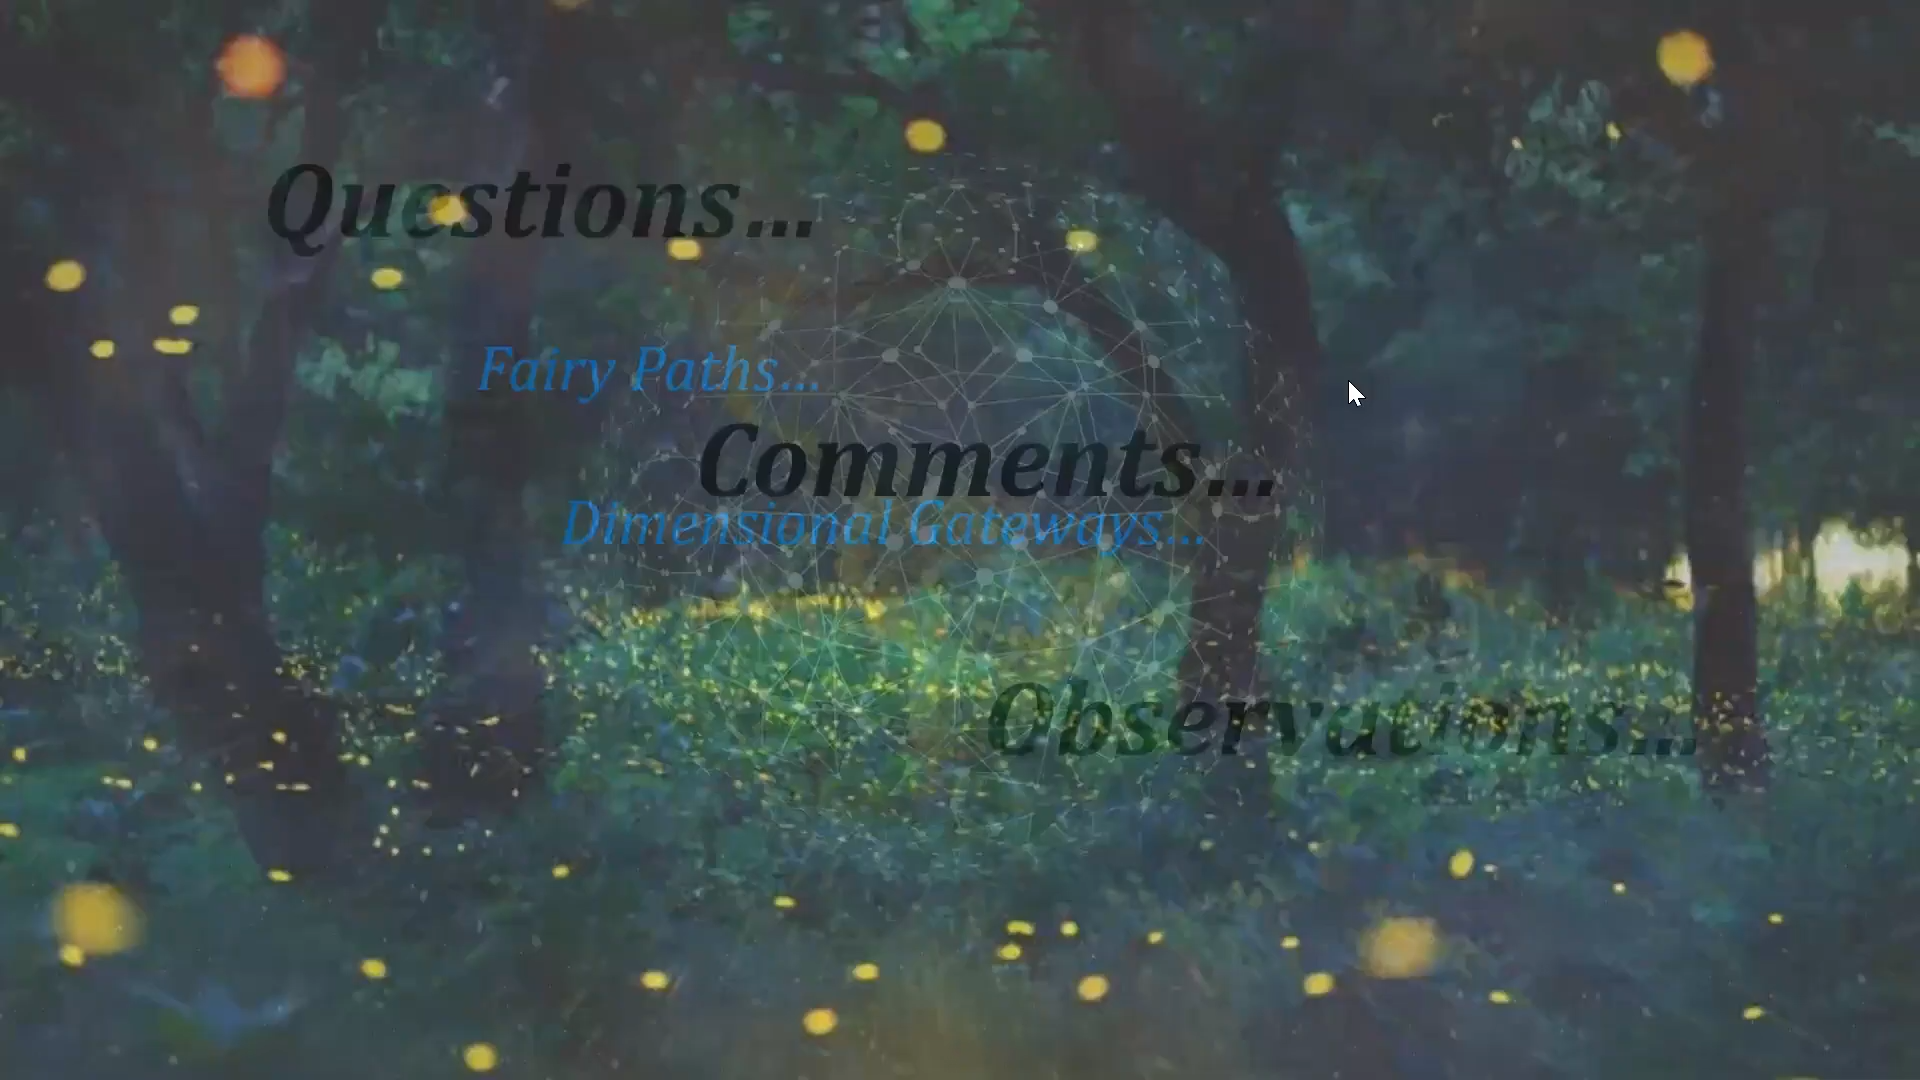 Questions...
Fairy Paths...
Comments...
Dimensional Gateways...
Observations...